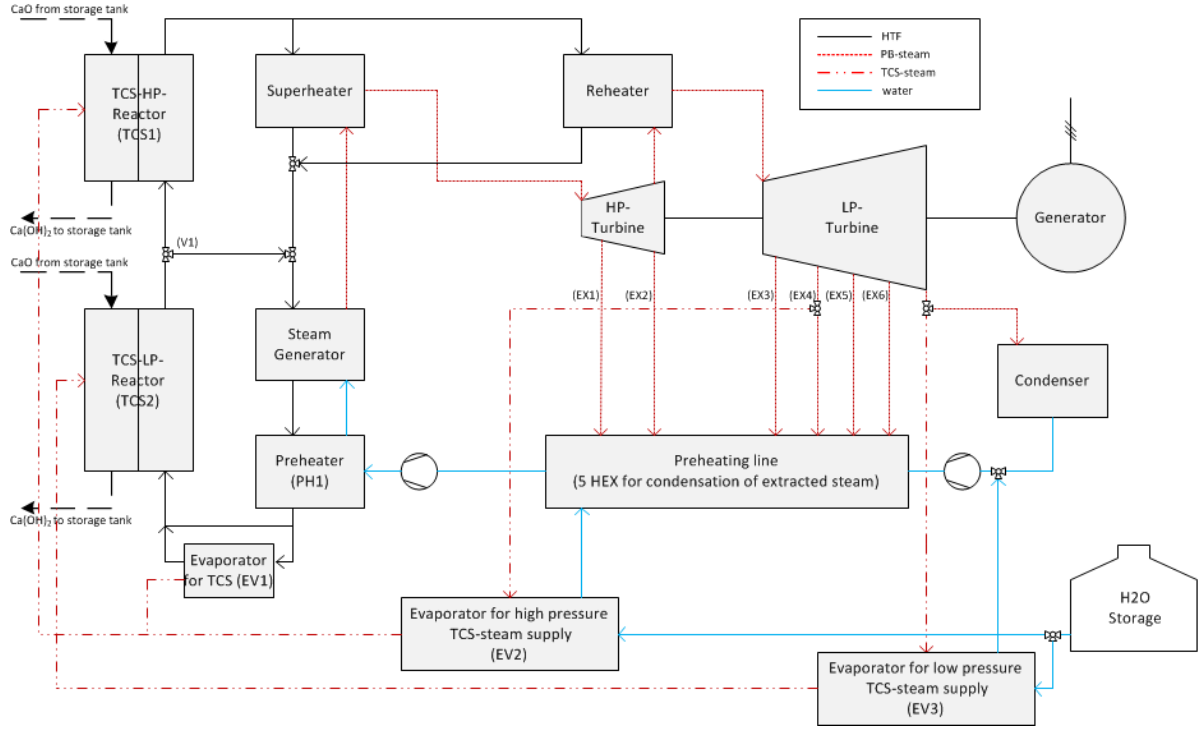 CaO from storage tank
TCS-HP-
Reactor
(TCS1)
Superheater
Reheater
HTF
PB-steam
TCS-steam
water
Ca(OH)2 to storage tank
(V1)
HP-
Turbine
LP-
Turbine
Generator
CaO from storage tank
(EX1)
(EX2)
(EX3)
(EX4)
(EX5)
(EX6)
TCS-LP-
Reactor
(TCS2)
Steam
Generator
Condenser
Preheater
(PH1)
Preheating line
(5 HEX for condensation of extracted steam)
Ca(OH)2 to storage tank
Evaporator
for TCS (EV1)
Evaporator for high pressure
TCS-steam supply
(EV2)
H2O
Storage
Evaporator for low pressure
TCS-steam supply
(EV3)